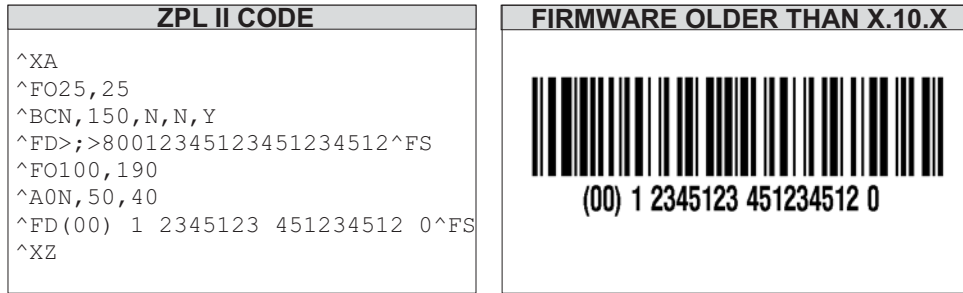 ZPL II CODE
^XA
^FO25,25
^BCN,150,N,N,Y
^FD>;>80012345123451234512^FS
^FO100,190
^A0N,50,40
^FD(00) 1 2345123 451234512 0^FS
^XZ
FIRMWARE OLDER THAN X.10.X
(00) 1 2345123 451234512 0